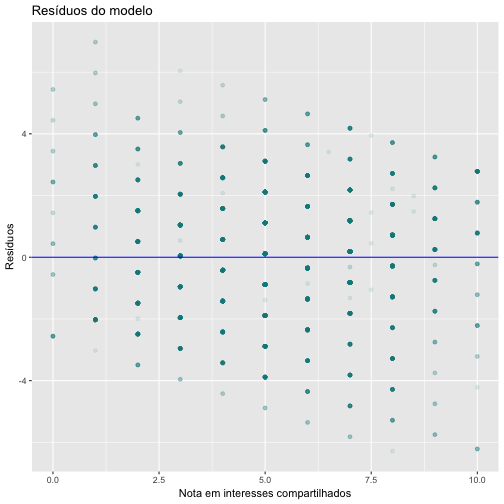 Resíduos do modelo
Resíduos
4
0
-4
0.0 2.5 5.0 7.5 10.0
Nota em interesses compartilhados